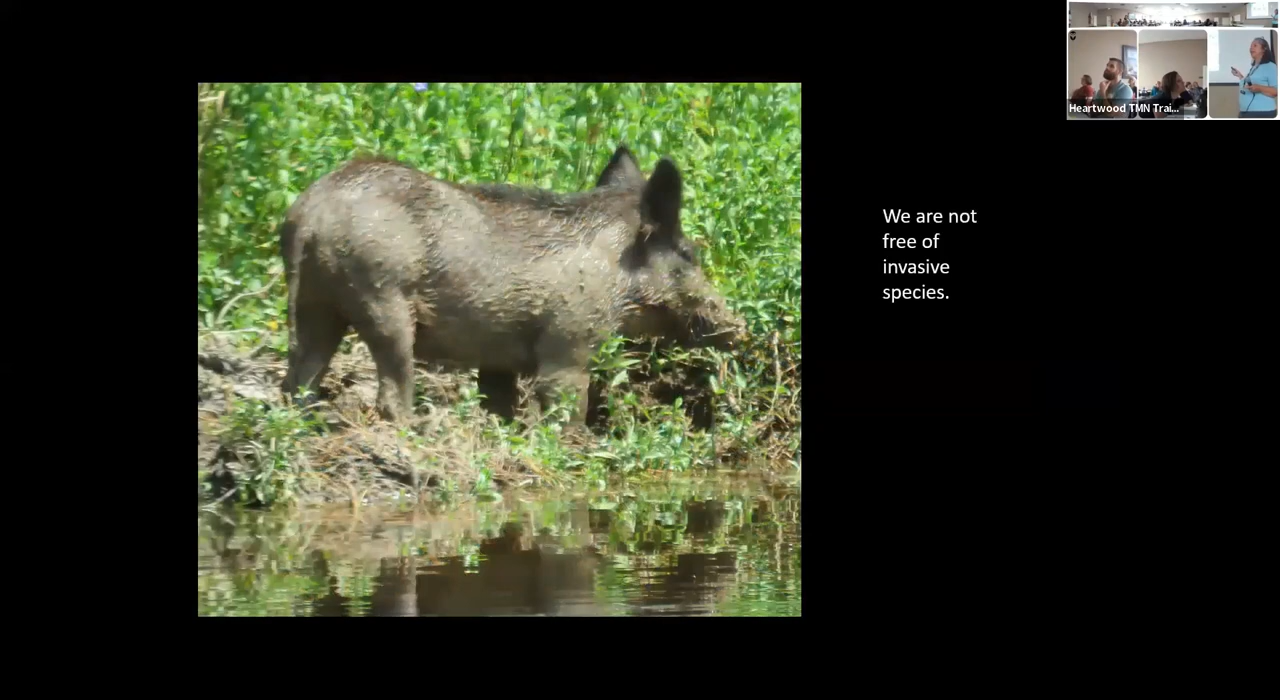 Heartwood TMN Trai...
We are not
free of
invasive
species.